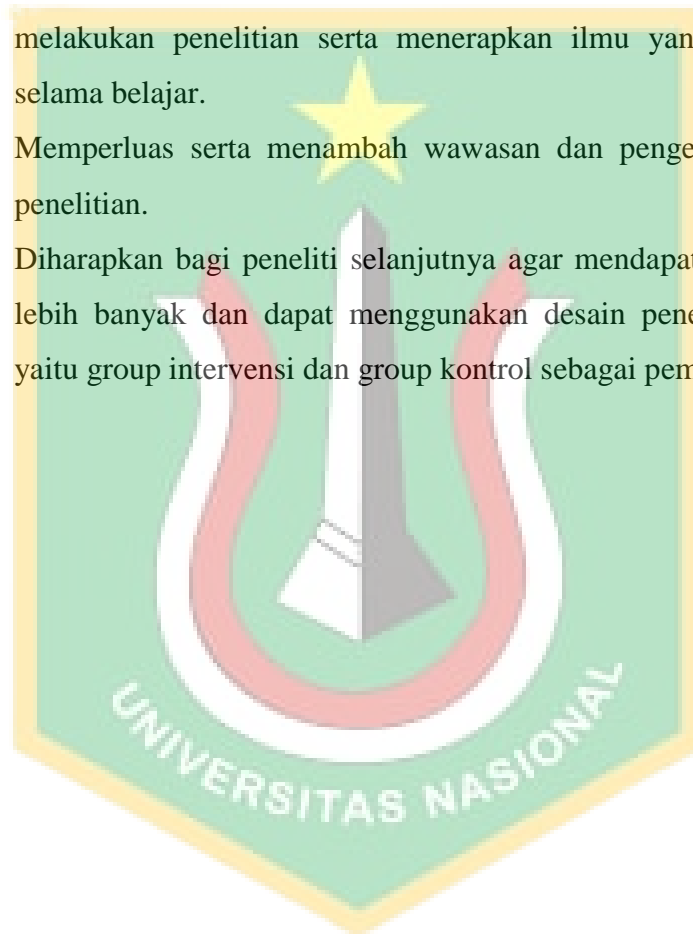 melakukan penelitian serta menerapkan ilmu yan
selama belajar.
Memperluas serta menambah wawasan dan penge
penelitian.
Diharapkan bagi peneliti selanjutnya agar mendapat
lebih banyak dan dapat menggunakan desain pene
yaitu group intervensi dan group kontrol sebagai pem
UNIVERSITAS NASIONAL